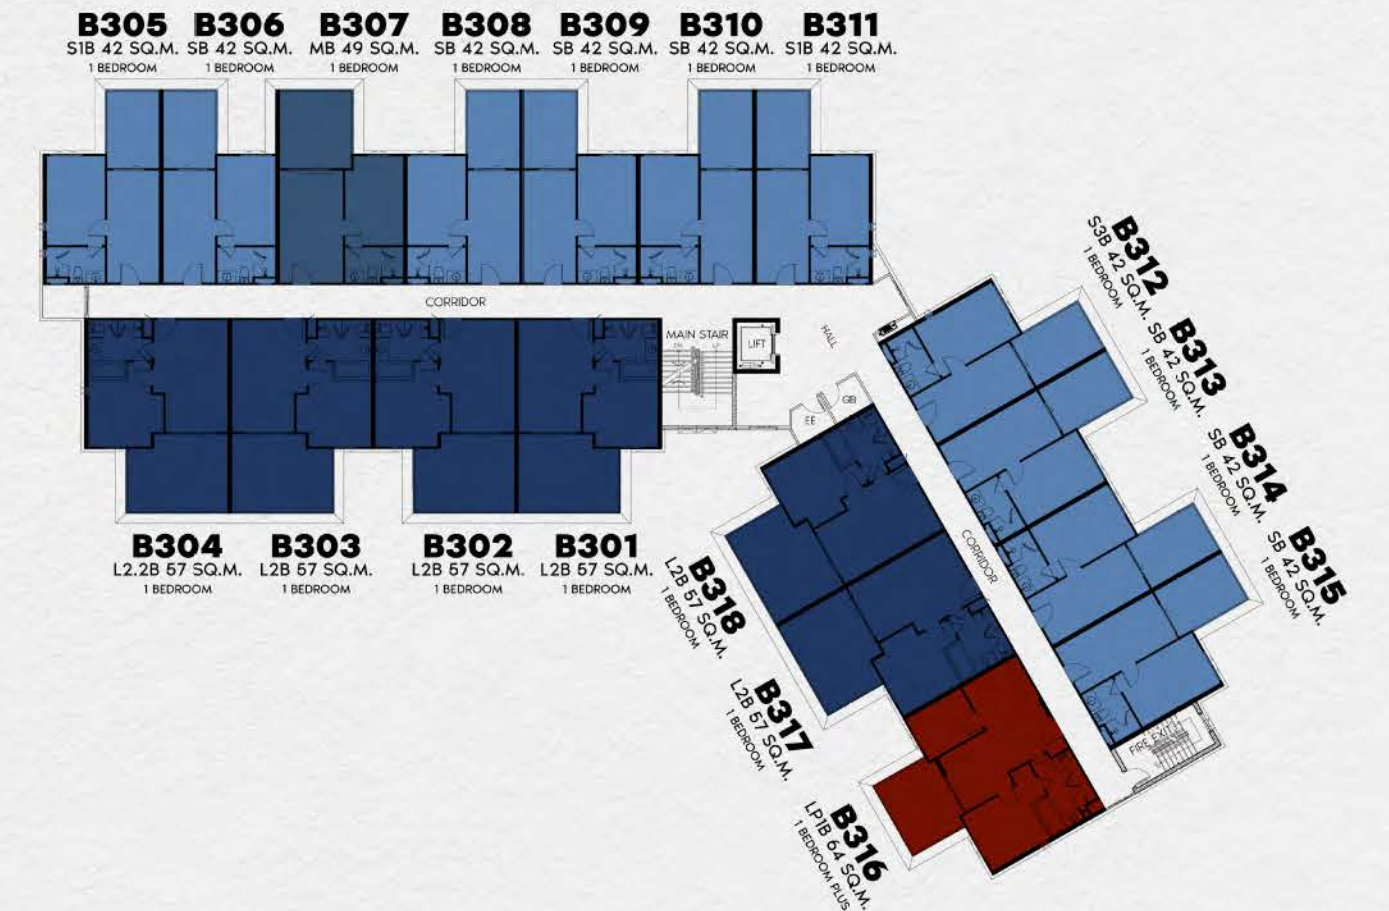 B305 B306 B307 B308 B309 B310 B311
S1B 42 SQ.M. SB 42 SQ.M. MB 49 SQ.M. SB 42 SQ.M. SB 42 SQ.M. SB 42 SQ.M. S1B 42 SQ.M.
1 BEDROOM 1 BEDROOM 1 BEDROOM 1 BEDROOM 1 BEDROOM 1 BEDROOM 1 BEDROOM
CORRIDOR
MAIN STAIR
LIFT
HALL
EE
GB
B312
S3B 42 SQ.M.
1 BEDROOM
B313
SB 42 SQ.M.
1 BEDROOM
B314
SB 42 SQ.M.
1 BEDROOM
B315
SB 42 SQ.M.
1 BEDROOM
CORRIDOR
FIRE EXIT
B304 B303 B302 B301
L2.2B 57 SQ.M. L2B 57 SQ.M. L2B 57 SQ.M. L2B 57 SQ.M.
1 BEDROOM 1 BEDROOM 1 BEDROOM 1 BEDROOM
B318
L2B 57 SQ.M.
1 BEDROOM
B317
L2B 57 SQ.M.
1 BEDROOM
B316
LP1B 64 SQ.M.
1 BEDROOM PLUS